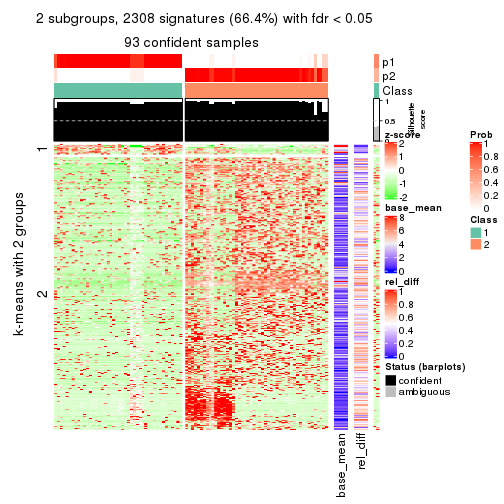 2 subgroups, 2308 signatures (66.4%) with fdr < 0.05
93 confident samples
p1
p2
Class
1
0.5
0
Silhouette
score
k-means with 2 groups
1
2
z-score
2
1
0
-1
-2
base_mean
8
6
4
2
0
rel_diff
1
0.8
0.6
0.4
0.2
0
Status (barplots)
confident
ambiguous
Prob
1
0.8
0.6
0.4
0.2
0
Class
1
2
base_mean
rel_diff